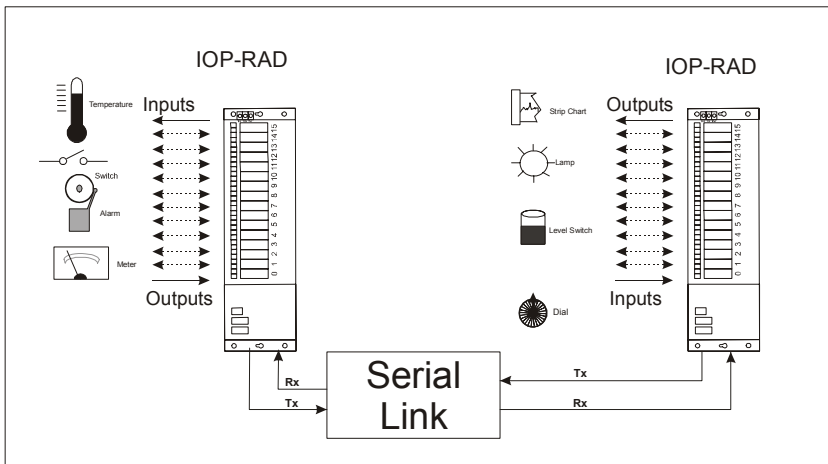 IOP-RAD
IOP-RAD
Temperature
Inputs
Switch
Alarm
Meter
Outputs
15
14
13
12
11
10
9
8
7
6
5
4
3
2
1
0
Strip Chart
Lamp
Level Switch
Dial
Outputs
Inputs
15
14
13
12
11
10
9
8
7
6
5
4
3
2
1
0
Rx
Tx
Serial
Link
Tx
Rx